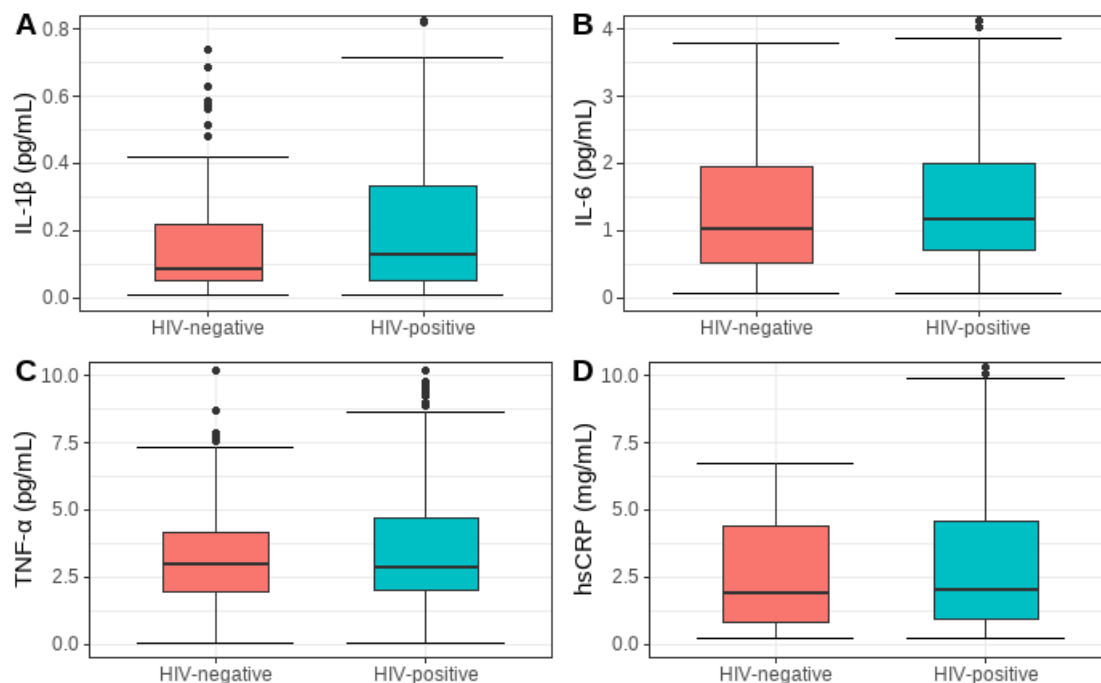 A
IL-1β (pg/mL)
0.8
0.6
0.4
0.2
0.0
HIV-negative HIV-positive
B
IL-6 (pg/mL)
4
3
2
1
0
HIV-negative HIV-positive
C
TNF-α (pg/mL)
10.0
7.5
5.0
2.5
0.0
HIV-negative HIV-positive
D
hsCRP (mg/mL)
10.0
7.5
5.0
2.5
0.0
HIV-negative HIV-positive